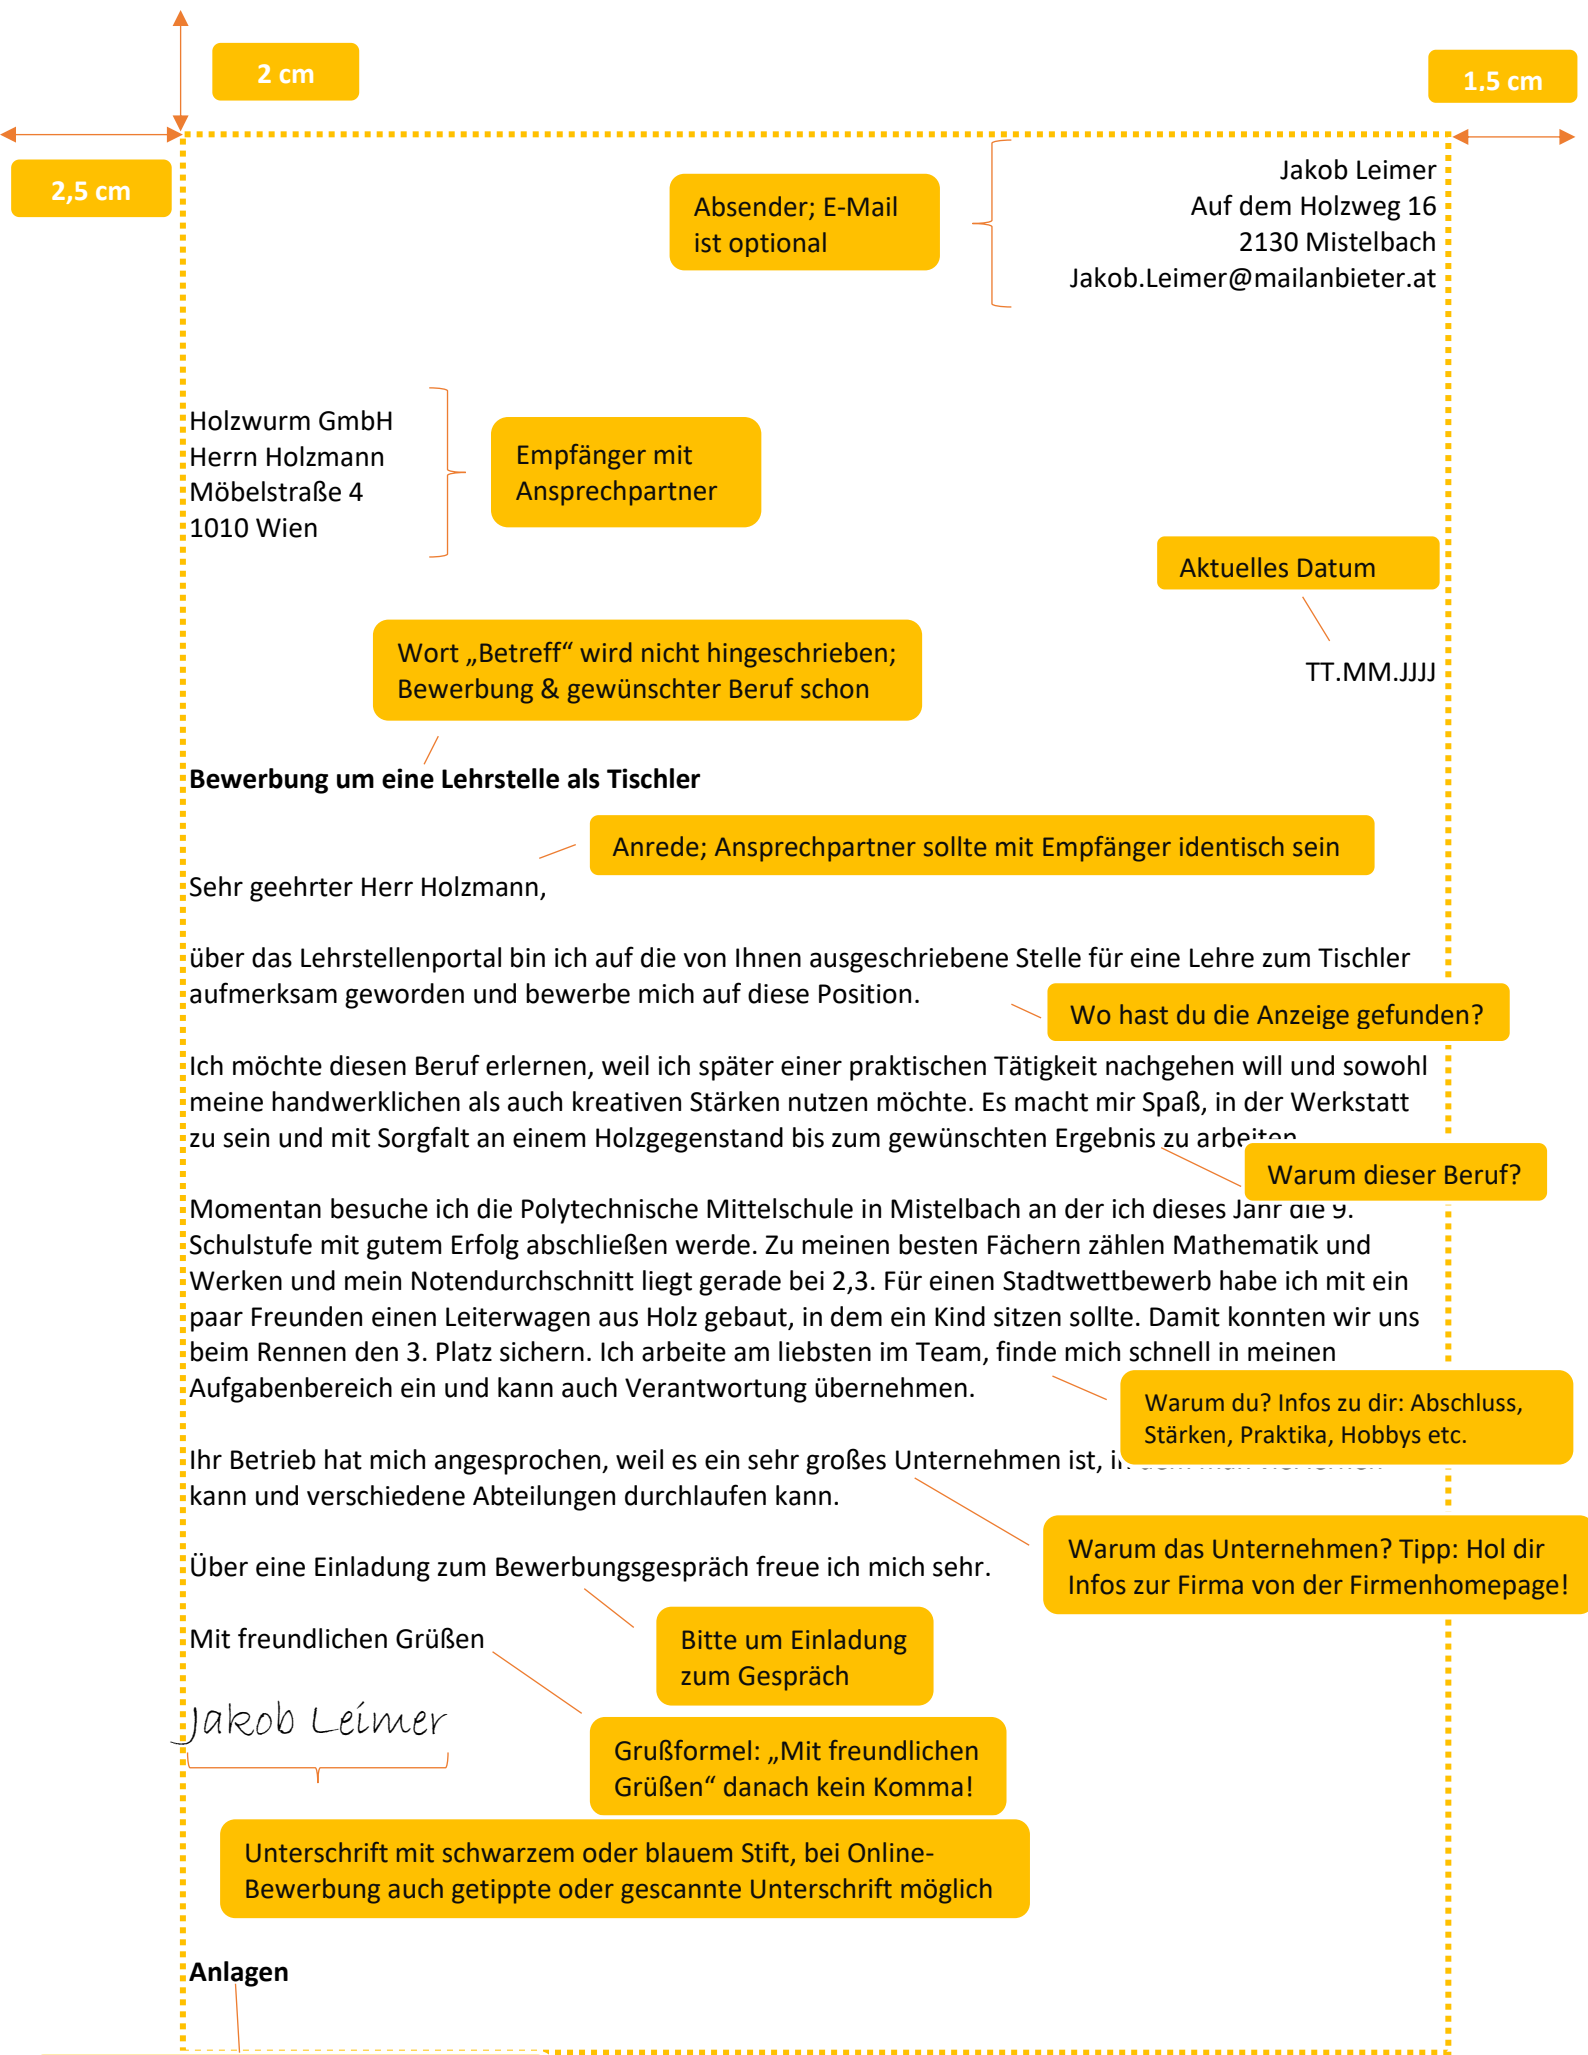 2 cm
1,5 cm
2,5 cm
Absender; E-Mail
ist optional
Jakob Leimer
Auf dem Holzweg 16
2130 Mistelbach
Jakob.Leimer@mailanbieter.at
Holzwurm GmbH
Herrn Holzmann
Möbelstraße 4
1010 Wien
Empfänger mit
Ansprechpartner
Aktuelles Datum
TT.MM.JJJJ
Wort „Betreff“ wird nicht hingeschrieben;
Bewerbung & gewünschter Beruf schon
Bewerbung um eine Lehrstelle als Tischler
Anrede; Ansprechpartner sollte mit Empfänger identisch sein
Sehr geehrter Herr Holzmann,
über das Lehrstellenportal bin ich auf die von Ihnen ausgeschriebene Stelle für eine Lehre zum Tischler
aufmerksam geworden und bewerbe mich auf diese Position.
Wo hast du die Anzeige gefunden?
Ich möchte diesen Beruf erlernen, weil ich später einer praktischen Tätigkeit nachgehen will und sowohl
meine handwerklichen als auch kreativen Stärken nutzen möchte. Es macht mir Spaß, in der Werkstatt
zu sein und mit Sorgfalt an einem Holzgegenstand bis zum gewünschten Ergebnis zu arbeiten
Warum dieser Beruf?
Momentan besuche ich die Polytechnische Mittelschule in Mistelbach an der ich dieses Jahr die 9.
Schulstufe mit gutem Erfolg abschließen werde. Zu meinen besten Fächern zählen Mathematik und
Werken und mein Notendurchschnitt liegt gerade bei 2,3. Für einen Stadtwettbewerb habe ich mit ein
paar Freunden einen Leiterwagen aus Holz gebaut, in dem ein Kind sitzen sollte. Damit konnten wir uns
beim Rennen den 3. Platz sichern. Ich arbeite am liebsten im Team, finde mich schnell in meinen
Aufgabenbereich ein und kann auch Verantwortung übernehmen.
Warum du? Infos zu dir: Abschluss,
Stärken, Praktika, Hobbys etc.
Ihr Betrieb hat mich angesprochen, weil es ein sehr großes Unternehmen ist,
kann und verschiedene Abteilungen durchlaufen kann.
Warum das Unternehmen? Tipp: Hol dir
Infos zur Firma von der Firmenhomepage!
Über eine Einladung zum Bewerbungsgespräch freue ich mich sehr.
Bitte um Einladung
zum Gespräch
Mit freundlichen Grüßen
Jakob Leimer
Grußformel: „Mit freundlichen
Grüßen“ danach kein Komma!
Unterschrift mit schwarzem oder blauem Stift, bei Online-
Bewerbung auch getippte oder gescannte Unterschrift möglich
Anlagen